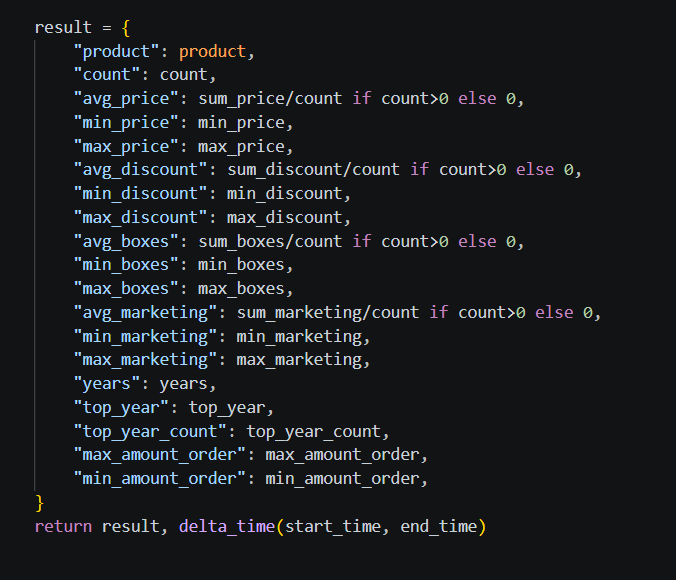 result = {
    "product": product,
    "count": count,
    "avg_price": sum_price/count if count>0 else 0,
    "min_price": min_price,
    "max_price": max_price,
    "avg_discount": sum_discount/count if count>0 else 0,
    "min_discount": min_discount,
    "max_discount": max_discount,
    "avg_boxes": sum_boxes/count if count>0 else 0,
    "min_boxes": min_boxes,
    "max_boxes": max_boxes,
    "avg_marketing": sum_marketing/count if count>0 else 0,
    "min_marketing": min_marketing,
    "max_marketing": max_marketing,
    "years": years,
    "top_year": top_year,
    "top_year_count": top_year_count,
    "max_amount_order": max_amount_order,
    "min_amount_order": min_amount_order,
}
return result, delta_time(start_time, end_time)